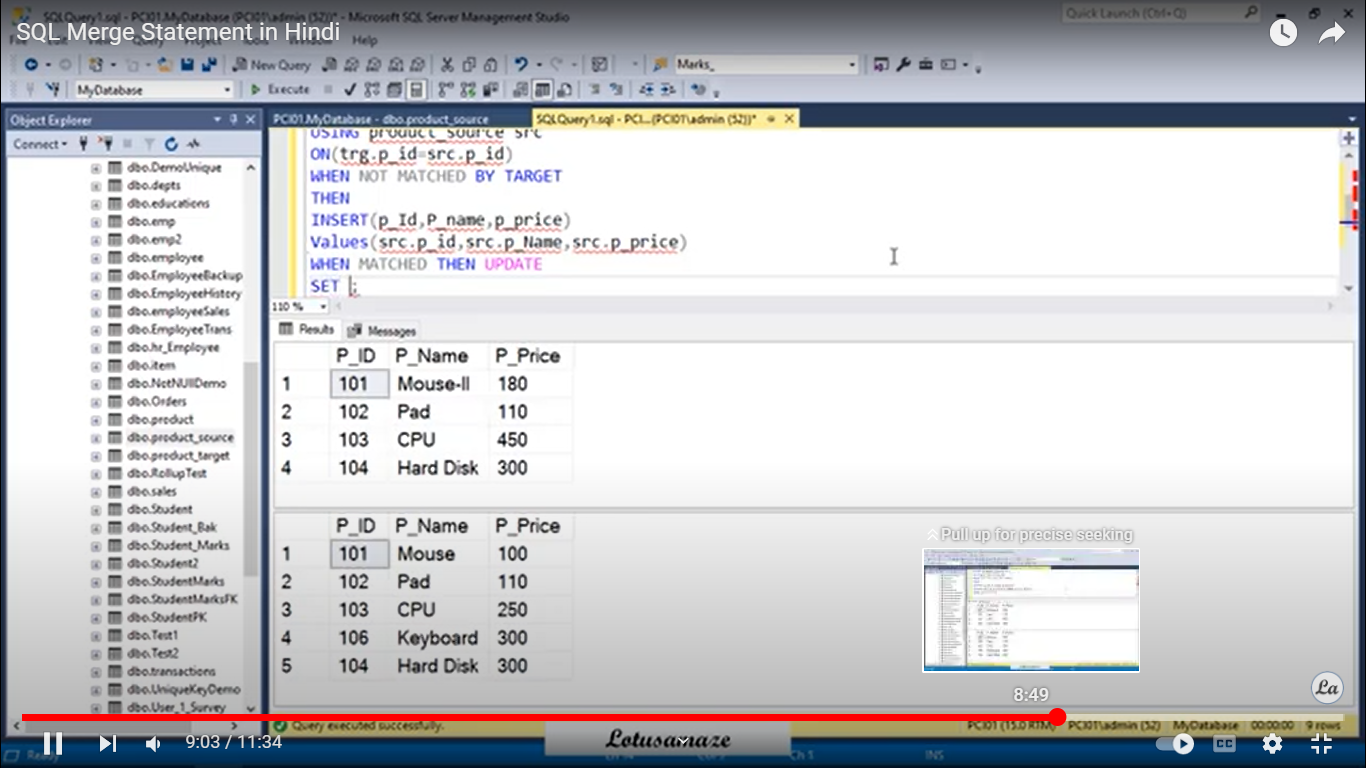 SQLQuery1.sql - PCI01.MyDatabase (PCI01\admin (52))* - Microsoft SQL Server Management Studio
Quick Launch (Ctrl+Q)
SQL Merge Statement in Hindi
Query Project Tools Help
New Query
Marks_
MyDatabase
Execute
Object Explorer
PCI01.MyDatabase - dbo.product_source
SQLQuery1.sql - PCI...(PCI01\admin (52))*
Connect
USING product_source src
ON(trg.p_id=src.p_id)
WHEN NOT MATCHED BY TARGET
THEN
INSERT(p_Id,P_name,p_price)
Values(src.p_id,src.p_Name,src.p_price)
WHEN MATCHED THEN UPDATE
SET ;
110 %
dbo.DemoUnique
dbo.depts
dbo.educations
dbo.emp
dbo.emp2
dbo.employee
dbo.EmployeeBackup
dbo.EmployeeHistory
dbo.employeeSales
dbo.EmployeeTrans
dbo.hr_Employee
dbo.item
dbo.NotNUllDemo
dbo.Orders
dbo.product
dbo.product_source
dbo.product_target
dbo.RollupTest
dbo.sales
dbo.Student
dbo.Student_Bak
dbo.Student_Marks
dbo.Student2
dbo.StudentMarks
dbo.StudentMarksFK
dbo.StudentPK
dbo.Test1
dbo.Test2
dbo.transactions
dbo.UniqueKeyDemo
dbo.User_1_Survey
Results Messages
P_ID P_Name P_Price
1 101 Mouse-II 180
2 102 Pad 110
3 103 CPU 450
4 104 Hard Disk 300
P_ID P_Name P_Price
1 101 Mouse 100
2 102 Pad 110
3 103 CPU 250
4 106 Keyboard 300
5 104 Hard Disk 300
Pull up for precise seeking
8:49
La
Query executed successfully.
PCI01 (15.0 RTM) PCI01\admin (52) MyDatabase 00:00:00 9 rows
9:03 / 11:34
Lotusamaze
CC
Ready
Ch 1
INS